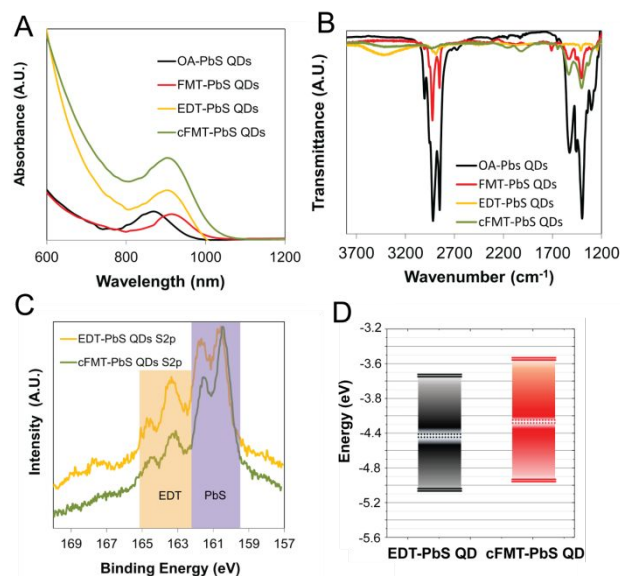 A
Absorbance (A.U.)
OA-PbS QDs
FMT-PbS QDs
EDT-PbS QDs
cFMT-PbS QDs
600 800 1000 1200
Wavelength (nm)
B
Transmittance (A.U.)
OA-Pbs QDs
FMT-PbS QDs
EDT-PbS QDs
cFMT-PbS QDs
3700 3200 2700 2200 1700 1200
Wavenumber (cm-1)
C
Intensity (A.U.)
EDT-PbS QDs S2p
cFMT-PbS QDs S2p
EDT PbS
169 167 165 163 161 159 157
Binding Energy (eV)
D
Energy (eV)
-3.2
-3.6
-4.0
-4.4
-4.8
-5.2
-5.6
EDT-PbS QD cFMT-PbS QD